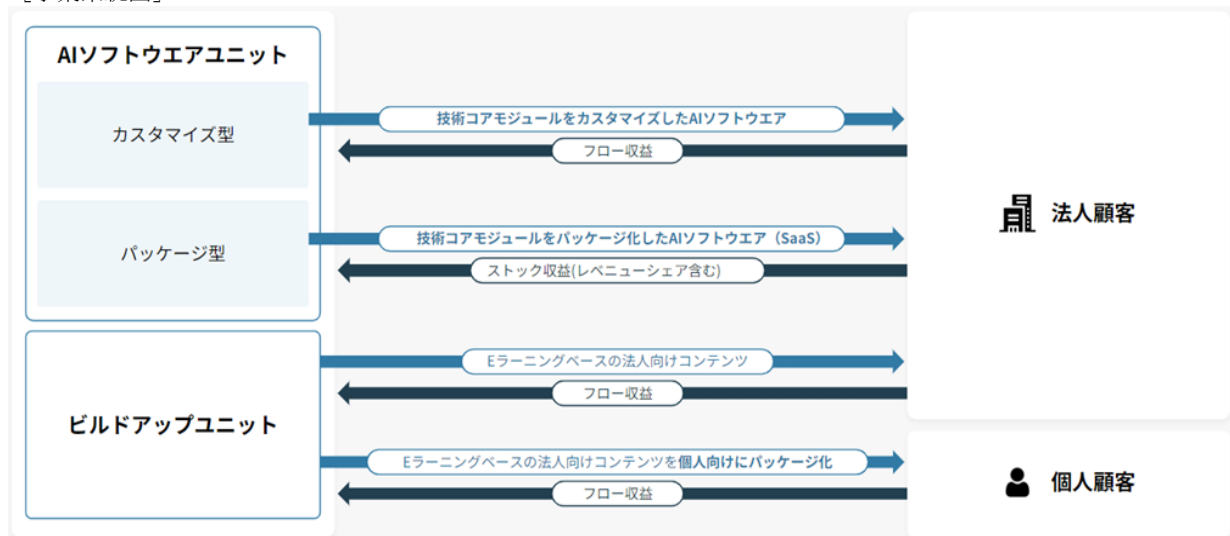 AIソフトウエアユニット
カスタマイズ型
技術コアモジュールをカスタマイズしたAIソフトウエア
フロー収益
パッケージ型
技術コアモジュールをパッケージ化したAIソフトウエア（SaaS）
ストック収益(レベニューシェア含む)
法人顧客
ビルドアップユニット
Eラーニングベースの法人向けコンテンツ
フロー収益
Eラーニングベースの法人向けコンテンツを個人向けにパッケージ化
フロー収益
個人顧客